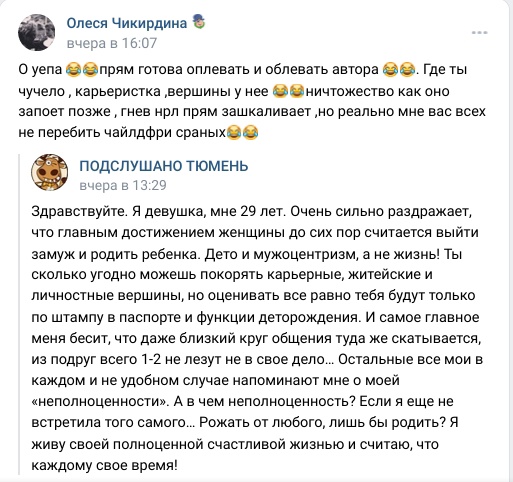 Олеся Чикирдина
вчера в 16:07
О уепа 😂😂прям готова оплевать и облевать автора 😂😂. Где ты
чучело , карьеристка ,вершины у нее 😂😂ничтожество как оно
запоет позже , гнев нрл прям зашкаливает ,но реально мне вас всех
не перебить чайлдфри сраных😂😂
ПОДСЛУШАНО ТЮМЕНЬ
вчера в 13:29
Здравствуйте. Я девушка, мне 29 лет. Очень сильно раздражает,
что главным достижением женщины до сих пор считается выйти
замуж и родить ребенка. Дето и мужоцентризм, а не жизнь! Ты
сколько угодно можешь покорять карьерные, житейские и
личностные вершины, но оценивать все равно тебя будут только
по штампу в паспорте и функции деторождения. И самое главное
меня бесит, что даже близкий круг общения туда же скатывается,
из подруг всего 1-2 не лезут не в свое дело... Остальные все мои в
каждом и не удобном случае напоминают мне о моей
«неполноценности». А в чем неполноценность? Если я еще не
встретила того самого... Рожать от любого, лишь бы родить? Я
живу своей полноценной счастливой жизнью и считаю, что
каждому свое время!